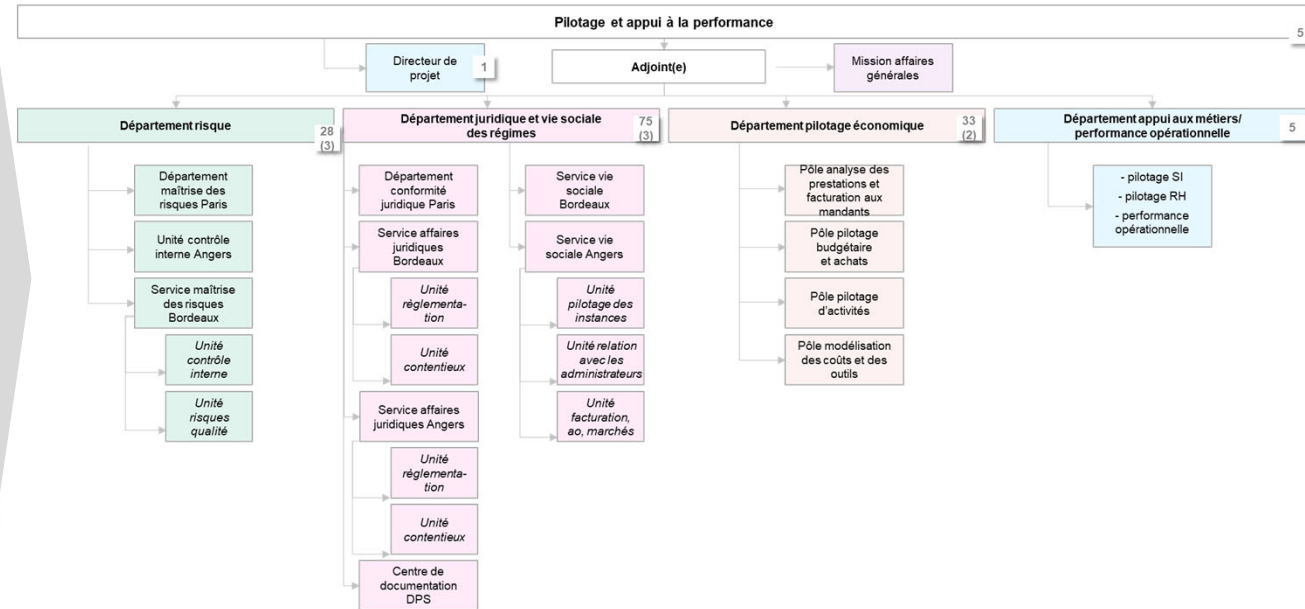 Pilotage et appui à la performance
5
Directeur de
projet
1
Adjoint(e)
Mission affaires
générales
Département risque
28
(3)
Département juridique et vie sociale
des régimes
75
(3)
Département pilotage économique
33
(2)
Département appui aux métiers/
performance opérationnelle
5
Département
maîtrise des
risques Paris
Unité contrôle
interne Angers
Service maîtrise
des risques
Bordeaux
Unité
contrôle
interne
Unité
risques
qualité
Département
conformité
juridique Paris
Service affaires
juridiques
Bordeaux
Unité
règlementa-
tion
Unité
contentieux
Service affaires
juridiques Angers
Unité
règlementa-
tion
Unité
contentieux
Centre de
documentation
DPS
Service vie
sociale
Bordeaux
Service vie
sociale Angers
Unité
pilotage des
instances
Unité relation
avec les
administrateurs
Unité
facturation,
ao, marchés
Pôle analyse des
prestations et
facturation aux
mandants
Pôle pilotage
budgétaire
et achats
Pôle pilotage
d'activités
Pôle modélisation
des coûts et des
outils
- pilotage SI
- pilotage RH
- performance
opérationnelle